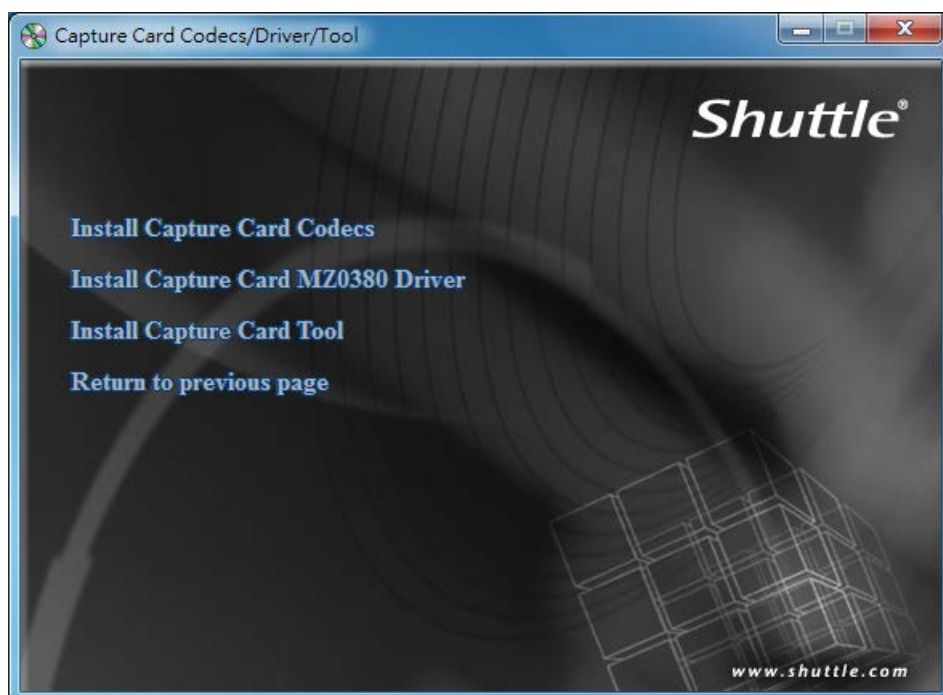 Capture Card Codecs/Driver/Tool
Shuttle®
Install Capture Card Codecs
Install Capture Card MZ0380 Driver
Install Capture Card Tool
Return to previous page
www.shuttle.com